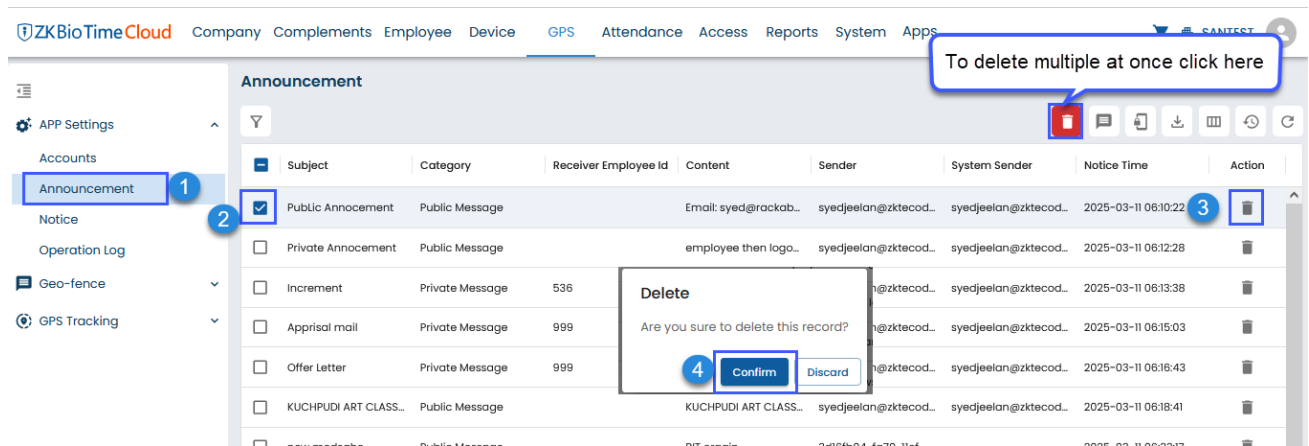 ZKBioTime Cloud Company Complements Employee Device GPS Attendance Access Reports System Apps SANTEST
To delete multiple at once click here
Announcement
APP Settings
Accounts
Announcement 1
Notice
Operation Log
Geo-fence
GPS Tracking
Subject Category Receiver Employee Id Content Sender System Sender Notice Time Action
2 Public Annocement Public Message Email: syed@rackab... syedjeelan@zktecod... syedjeelan@zktecod... 2025-03-11 06:10:22 3
Private Annocement Public Message employee then logo... syedjeelan@zktecod... syedjeelan@zktecod... 2025-03-11 06:12:28
Increment Private Message 536 n@zktecod... syedjeelan@zktecod... 2025-03-11 06:13:38
Apprisal mail Private Message 999 n@zktecod... syedjeelan@zktecod... 2025-03-11 06:15:03
Offer Letter Private Message 999 n@zktecod... syedjeelan@zktecod... 2025-03-11 06:16:43
KUCHPUDI ART CLASS... Public Message KUCHPUDI ART CLASS... syedjeelan@zktecod... syedjeelan@zktecod... 2025-03-11 06:18:41
Delete
Are you sure to delete this record?
4 Confirm Discard